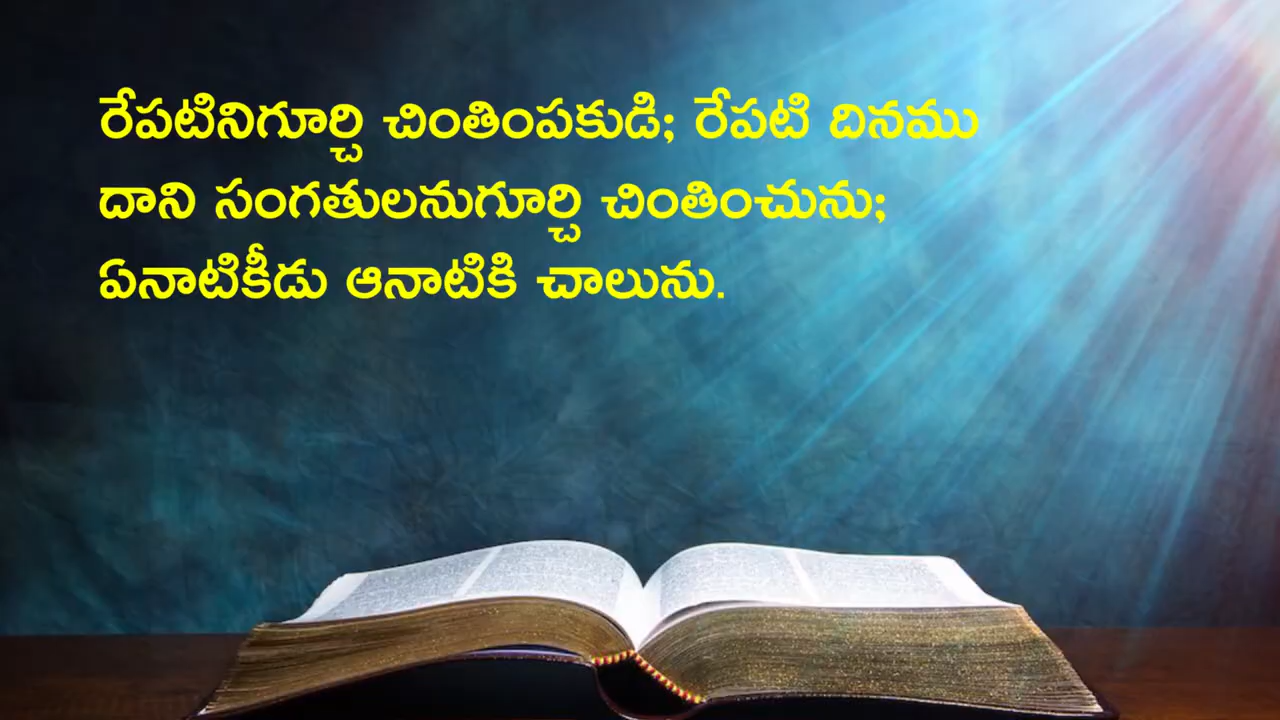 రేపటినిగూర్చి చింతింపకుడి; రేపటి దినము
దాని సంగతులనుగూర్చి చింతించును;
ఏనాటికీడు ఆనాటికి చాలును.